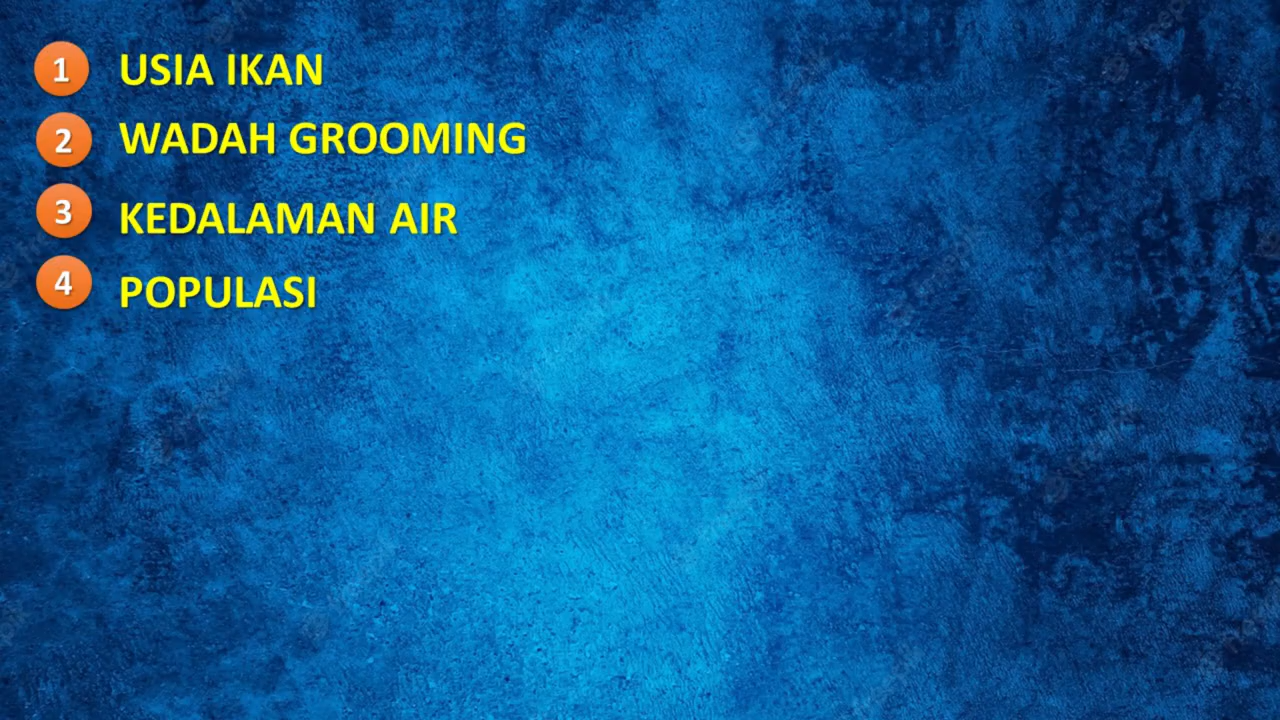 1 USIA IKAN
2 WADAH GROOMING
3 KEDALAMAN AIR
4 POPULASI